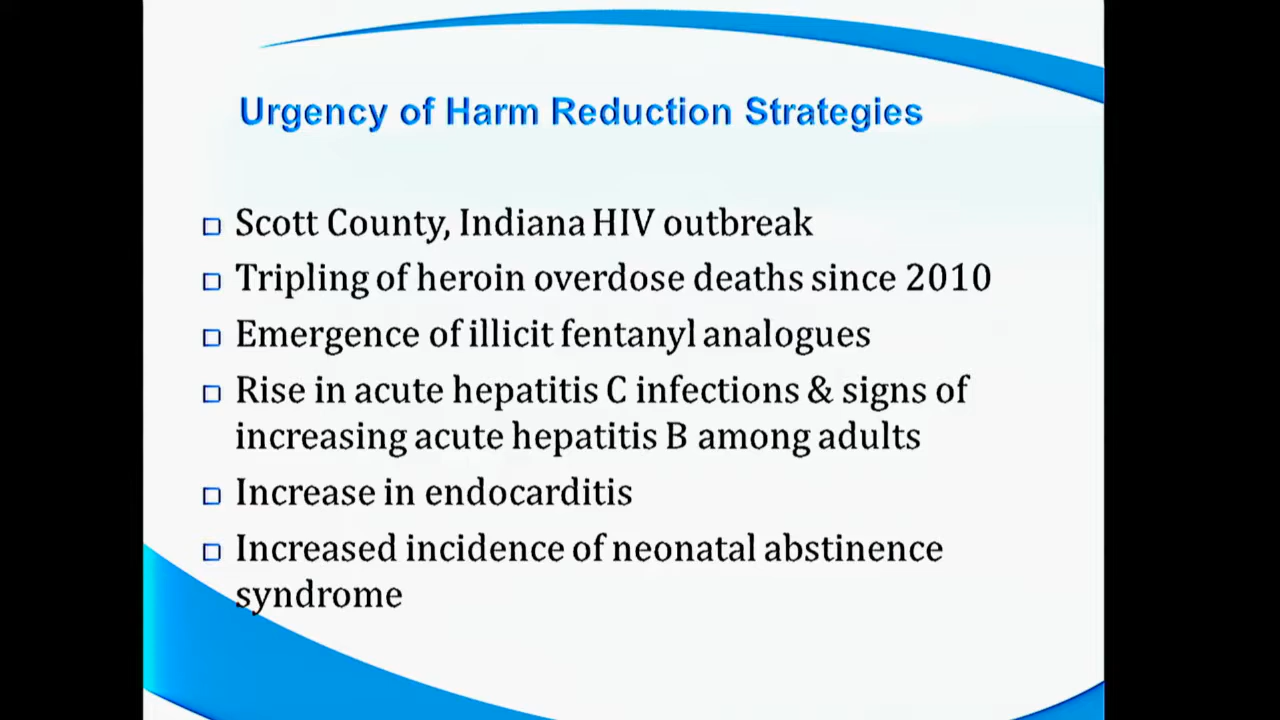 Urgency of Harm Reduction Strategies
Scott County, Indiana HIV outbreak
Tripling of heroin overdose deaths since 2010
Emergence of illicit fentanyl analogues
Rise in acute hepatitis C infections & signs of
increasing acute hepatitis B among adults
Increase in endocarditis
Increased incidence of neonatal abstinence
syndrome